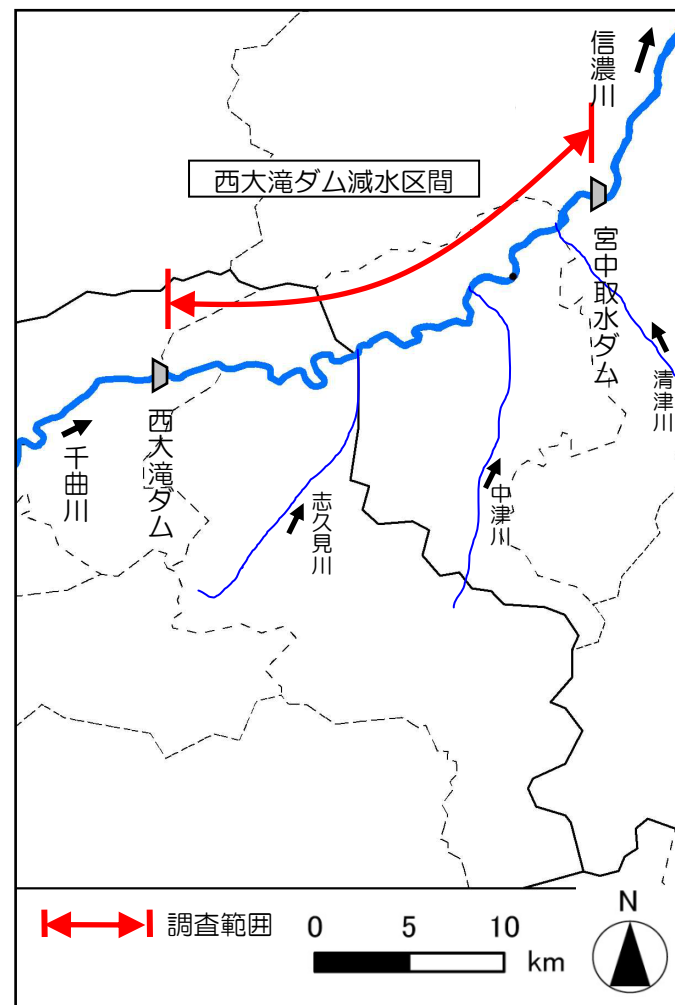 信濃川
西大滝ダム減水区間
宮中取水ダム
清津川
千曲川
西大滝ダム
志久見川
中津川
調査範囲
0 5 10
km
N